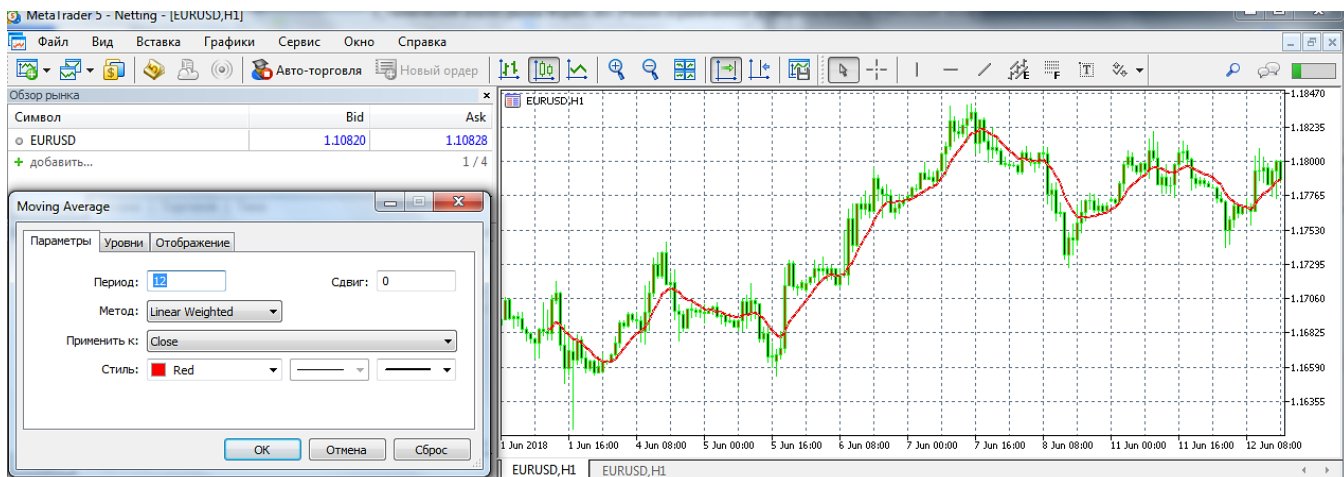 MetaTrader 5 - Netting - [EURUSD,H1]
Файл Вид Вставка Графики Сервис Окно Справка
Авто-торговля Новый ордер
Обзор рынка
Символ Bid Ask
EURUSD 1.10820 1.10828
+ добавить... 1 / 4
Moving Average
Параметры Уровни Отображение
Период: 12 Сдвиг: 0
Метод: Linear Weighted
Применить к: Close
Стиль: Red
OK Отмена Сброс
EURUSD,H1
1.18470
1.18235
1.18000
1.17765
1.17530
1.17295
1.17060
1.16825
1.16590
1.16355
1 Jun 2018 1 Jun 16:00 4 Jun 08:00 5 Jun 00:00 5 Jun 16:00 6 Jun 08:00 7 Jun 00:00 7 Jun 16:00 8 Jun 08:00 11 Jun 00:00 11 Jun 16:00 12 Jun 08:00
EURUSD,H1 EURUSD,H1